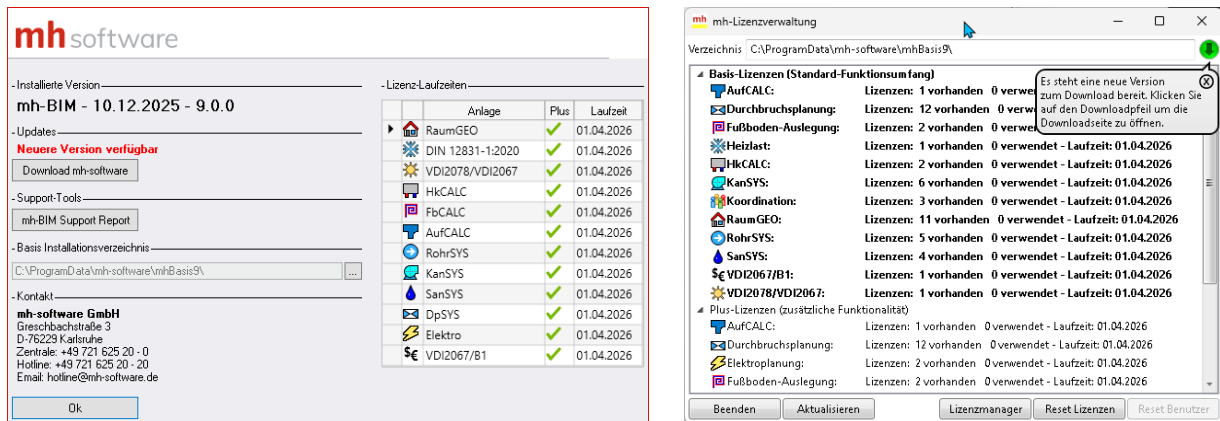 mh software
- Installierte Version
mh-BIM - 10.12.2025 - 9.0.0
- Updates
Neuere Version verfügbar
Download mh-software
- Support-Tools
mh-BIM Support Report
- Basis Installationsverzeichnis
C:\ProgramData\mh-software\mhBasis9\ ...
- Kontakt
mh-software GmbH
Greschbachstraße 3
D-76229 Karlsruhe
Zentrale: +49 721 625 20 - 0
Hotline: +49 721 625 20 - 20
Email: hotline@mh-software.de
Ok
- Lizenz-Laufzeiten
Anlage Plus Laufzeit
RaumGEO 01.04.2026
DIN 12831-1:2020 01.04.2026
VDI2078/VDI2067 01.04.2026
HkCALC 01.04.2026
FbCALC 01.04.2026
AufCALC 01.04.2026
RohrSYS 01.04.2026
KanSYS 01.04.2026
SanSYS 01.04.2026
DpSYS 01.04.2026
Elektro 01.04.2026
$€ VDI2067/B1 01.04.2026
mh mh-Lizenzverwaltung
Verzeichnis C:\ProgramData\mh-software\mhBasis9\
Basis-Lizenzen (Standard-Funktionsumfang)
AufCALC: Lizenzen: 1 vorhanden 0 verwe
Durchbruchsplanung: Lizenzen: 12 vorhanden 0 verw
Fußboden-Auslegung: Lizenzen: 2 vorhanden 0 verwe
Heizlast: Lizenzen: 1 vorhanden 0 verwendet - Laufzeit: 01.04.2026
HkCALC: Lizenzen: 2 vorhanden 0 verwendet - Laufzeit: 01.04.2026
KanSYS: Lizenzen: 6 vorhanden 0 verwendet - Laufzeit: 01.04.2026
Koordination: Lizenzen: 3 vorhanden 0 verwendet - Laufzeit: 01.04.2026
RaumGEO: Lizenzen: 11 vorhanden 0 verwendet - Laufzeit: 01.04.2026
RohrSYS: Lizenzen: 5 vorhanden 0 verwendet - Laufzeit: 01.04.2026
SanSYS: Lizenzen: 4 vorhanden 0 verwendet - Laufzeit: 01.04.2026
$€ VDI2067/B1: Lizenzen: 1 vorhanden 0 verwendet - Laufzeit: 01.04.2026
VDI2078/VDI2067: Lizenzen: 1 vorhanden 0 verwendet - Laufzeit: 01.04.2026
Plus-Lizenzen (zusätzliche Funktionalität)
AufCALC: Lizenzen: 1 vorhanden 0 verwendet - Laufzeit: 01.04.2026
Durchbruchsplanung: Lizenzen: 12 vorhanden 0 verwendet - Laufzeit: 01.04.2026
Elektroplanung: Lizenzen: 2 vorhanden 0 verwendet - Laufzeit: 01.04.2026
Fußboden-Auslegung: Lizenzen: 2 vorhanden 0 verwendet - Laufzeit: 01.04.2026
Es steht eine neue Version
zum Download bereit. Klicken Sie
auf den Downloadpfeil um die
Downloadseite zu öffnen.
Beenden Aktualisieren Lizenzmanager Reset Lizenzen Reset Benutzer